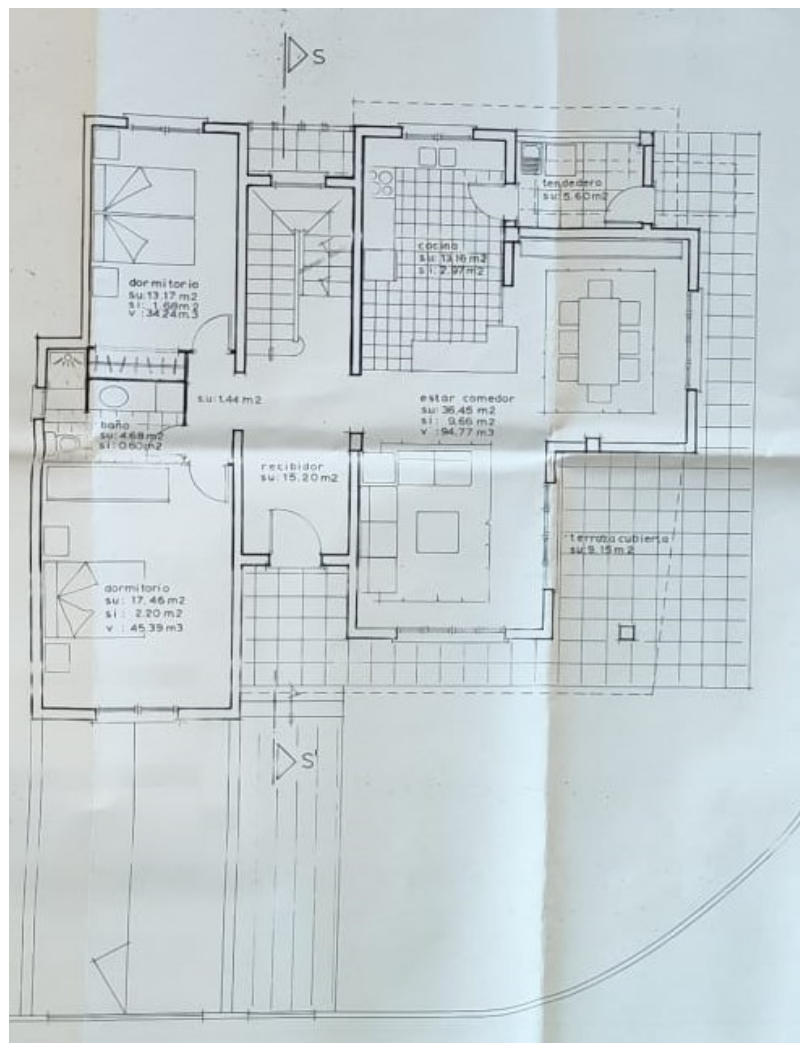 S
tendedero
su: 5.60 m2
cocina
su: 13.16 m2
si: 2.97 m2
dormitorio
su: 13.17 m2
si: 1.68 m2
v : 34.24 m3
su: 1.44 m2
estar comedor
su: 36.45 m2
si: 9.66 m2
v : 94.77 m3
baño
su: 4.68 m2
si: 0.60 m2
recibidor
su: 15.20 m2
terraza cubierta
su: 9.15 m2
dormitorio
su: 17.46 m2
si: 2.20 m2
v : 45.39 m3
S'